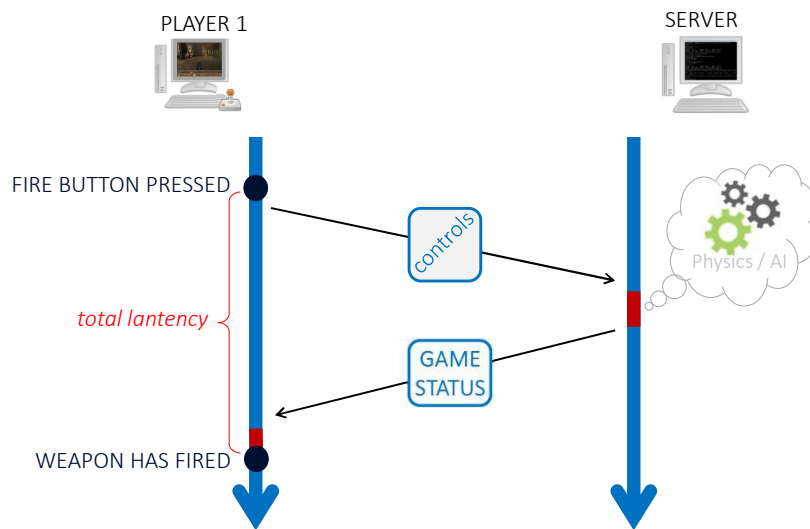 PLAYER 1
SERVER
FIRE BUTTON PRESSED
controls
Physics / AI
total lantency
GAME
STATUS
WEAPON HAS FIRED